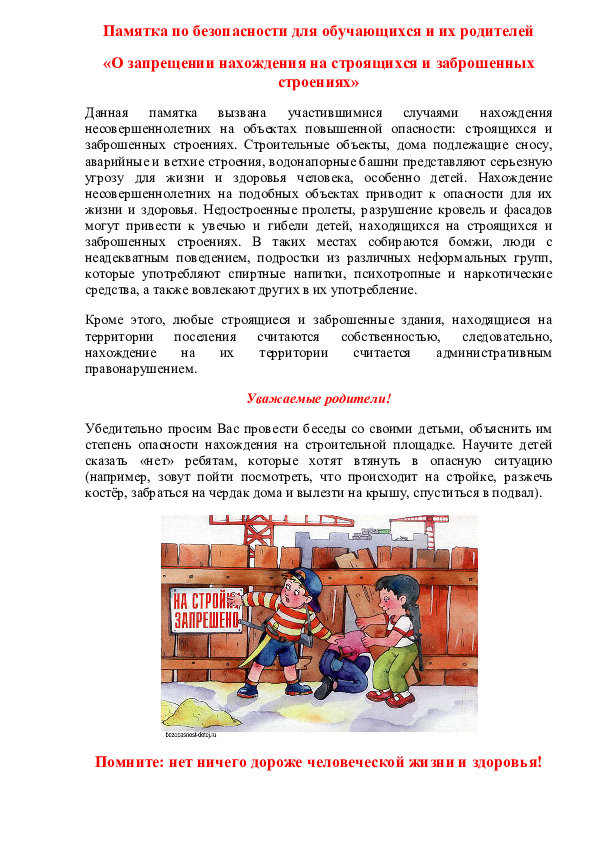 Памятка по безопасности для обучающихся и их родителей
«О запрещении нахождения на строящихся и заброшенных
строениях»
Данная памятка вызвана участившимися случаями нахождения
несовершеннолетних на объектах повышенной опасности: строящихся и
заброшенных строениях. Строительные объекты, дома подлежащие сносу,
аварийные и ветхие строения, водонапорные башни представляют серьезную
угрозу для жизни и здоровья человека, особенно детей. Нахождение
несовершеннолетних на подобных объектах приводит к опасности для их
жизни и здоровья. Недостроенные пролеты, разрушение кровель и фасадов
могут привести к увечью и гибели детей, находящихся на строящихся и
заброшенных строениях. В таких местах собираются бомжи, люди с
неадекватным поведением, подростки из различных неформальных групп,
которые употребляют спиртные напитки, психотропные и наркотические
средства, а также вовлекают других в их употребление.
Кроме этого, любые строящиеся и заброшенные здания, находящиеся на
территории поселения считаются собственностью, следовательно,
нахождение на их территории считается административным
правонарушением.
Уважаемые родители!
Убедительно просим Вас провести беседы со своими детьми, объяснить им
степень опасности нахождения на строительной площадке. Научите детей
сказать «нет» ребятам, которые хотят втянуть в опасную ситуацию
(например, зовут пойти посмотреть, что происходит на стройке, разжечь
костёр, забраться на чердак дома и вылезти на крышу, спуститься в подвал).
НА СТРОЙК
ЗАПРЕШЕНО
bezopasnost-detej.ru
Помните: нет ничего дороже человеческой жизни и здоровья!